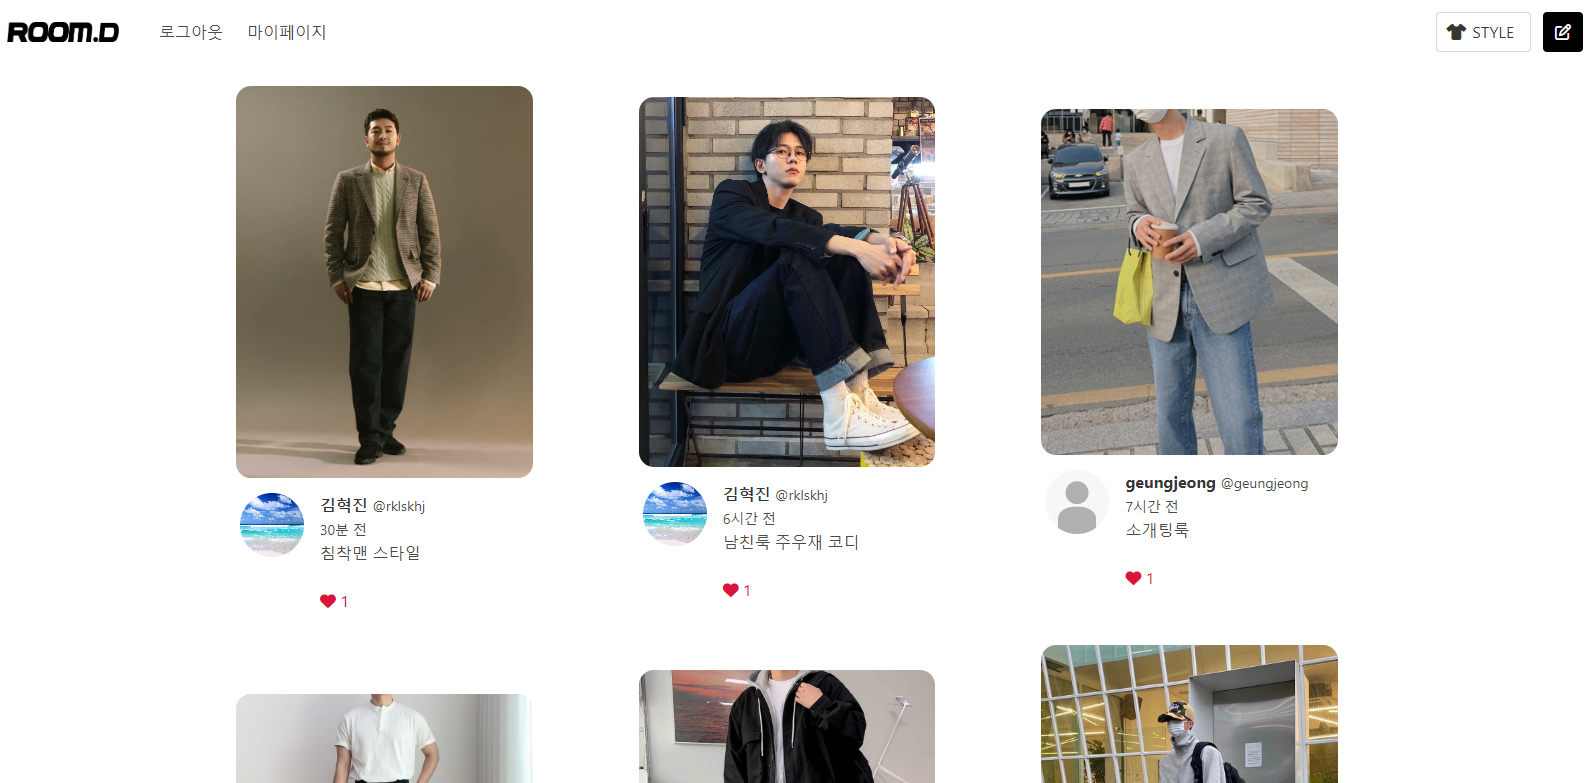 ROOM.D
로그아웃
마이페이지
STYLE
김혁진 @rklskhj
30분 전
침착맨 스타일
1
김혁진 @rklskhj
6시간 전
남친룩 주우재 코디
1
geungjeong @geungjeong
7시간 전
소개팅룩
1